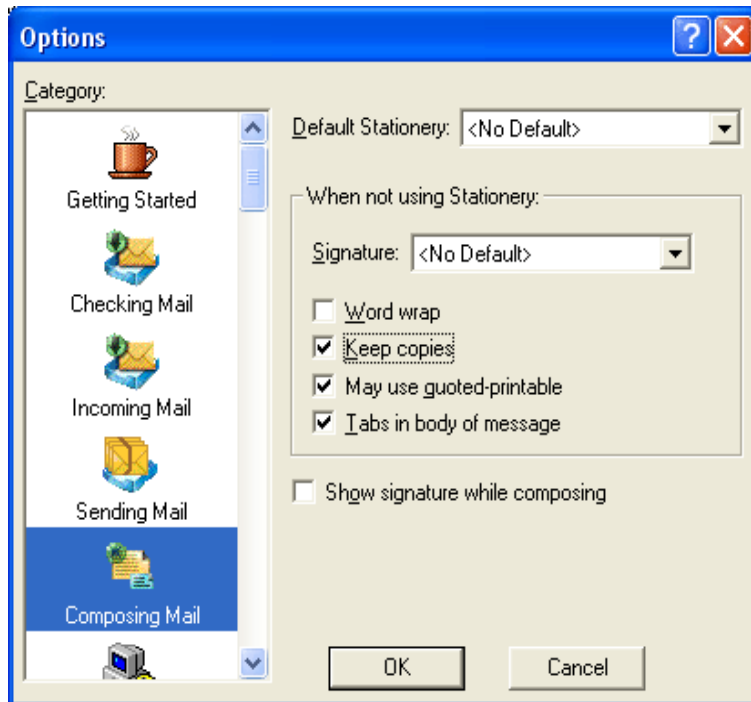 Options
Category:
Getting Started
Checking Mail
Incoming Mail
Sending Mail
Composing Mail
Default Stationery: <No Default>
When not using Stationery:
Signature: <No Default>
Word wrap
Keep copies
May use quoted-printable
Tabs in body of message
Show signature while composing
OK Cancel